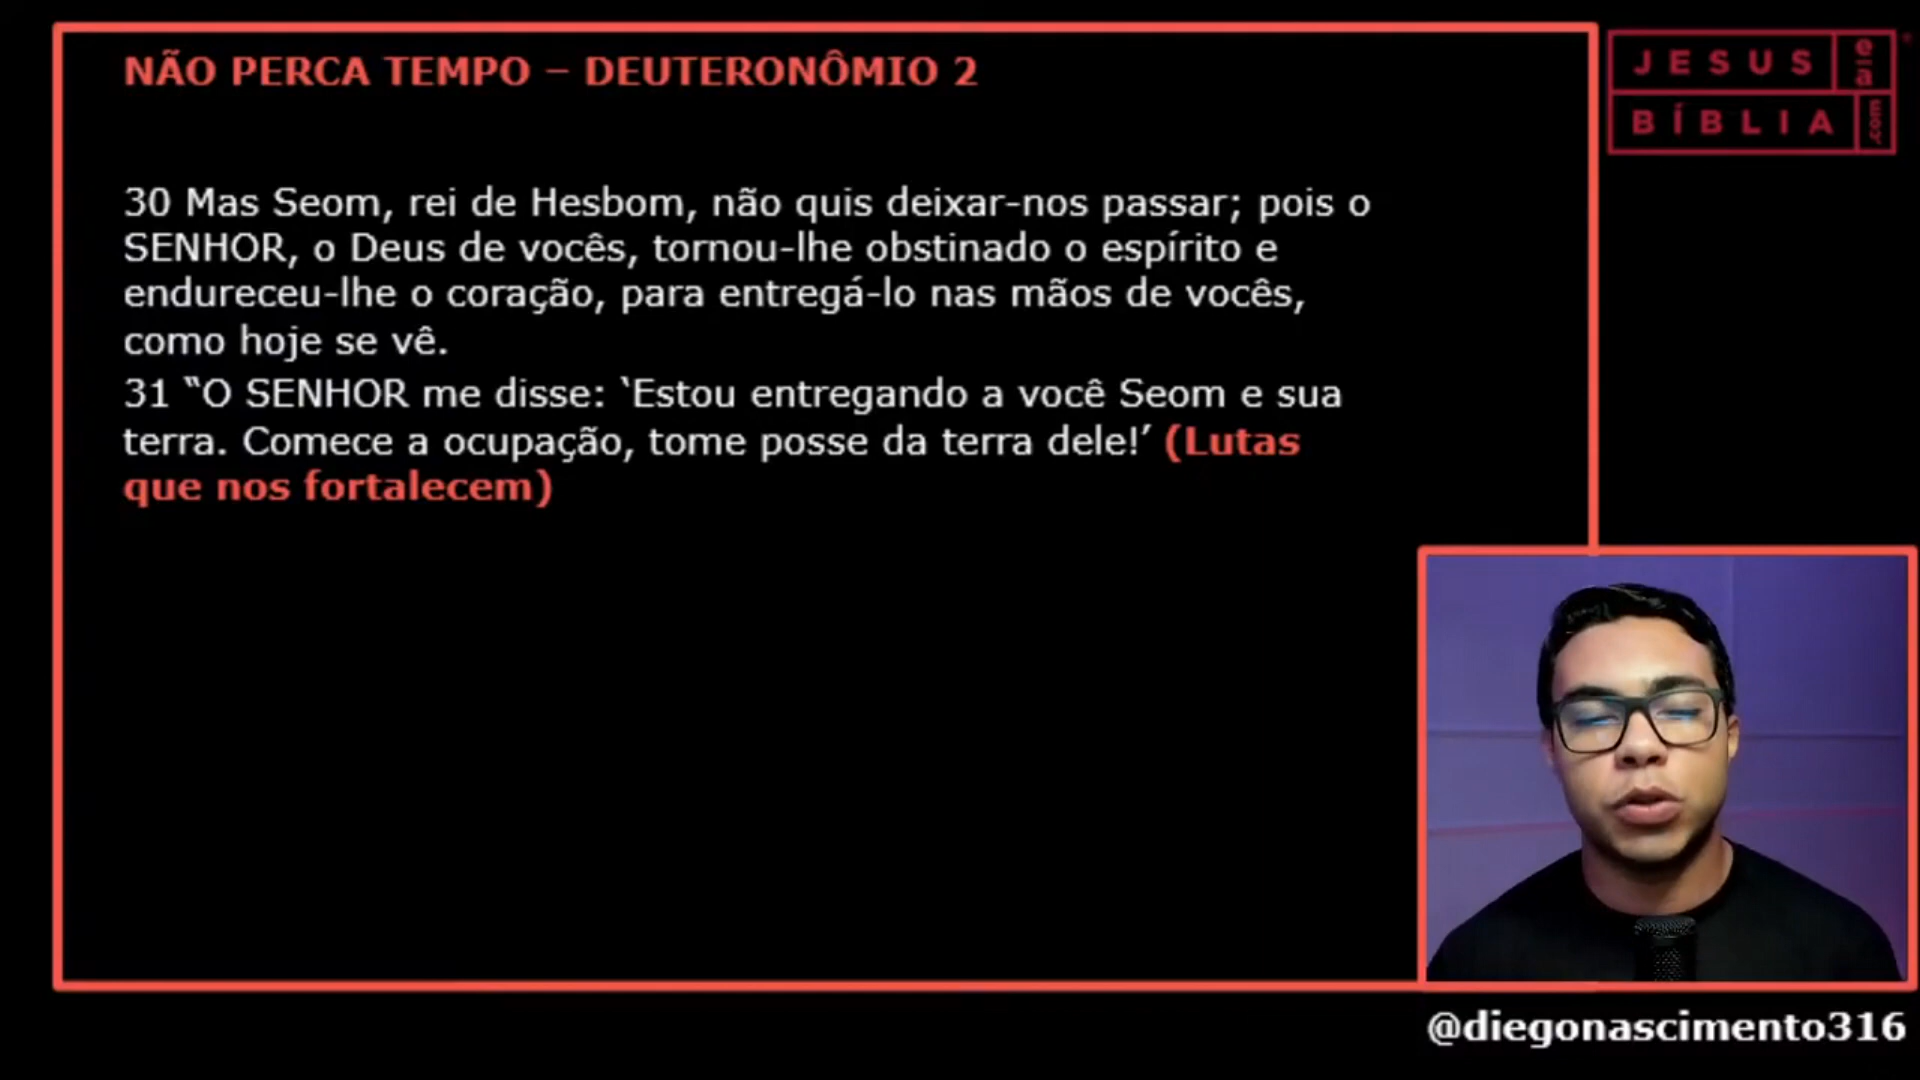 NÃO PERCA TEMPO – DEUTERONÔMIO 2
JESUS e a
BÍBLIA .com
30 Mas Seom, rei de Hesbom, não quis deixar-nos passar; pois o
SENHOR, o Deus de vocês, tornou-lhe obstinado o espírito e
endureceu-lhe o coração, para entregá-lo nas mãos de vocês,
como hoje se vê.
31 “O SENHOR me disse: ‘Estou entregando a você Seom e sua
terra. Comece a ocupação, tome posse da terra dele!’ (Lutas
que nos fortalecem)
@diegonascimento316